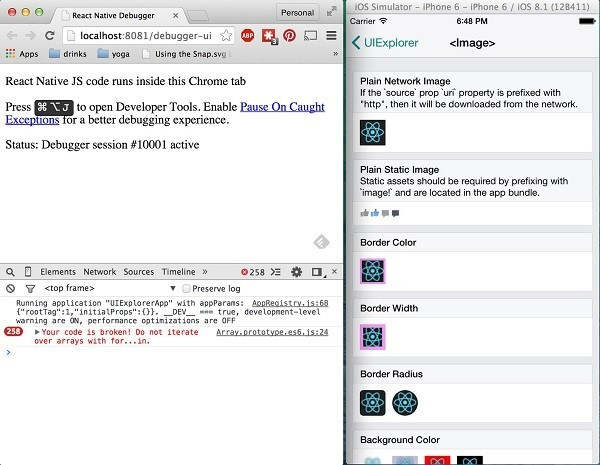 React Native Debugger
Personal
localhost:8081/debugger-ui
ABP
3
Apps
drinks
yoga
Using the Snap.svg
React Native JS code runs inside this Chrome tab
Press ⌘⌥J to open Developer Tools. Enable Pause On Caught
Exceptions for a better debugging experience.
Status: Debugger session #10001 active
Elements Network Sources Timeline
258
<top frame>
Preserve log
Running application "UIExplorerApp" with appParams: AppRegistry.js:68
{"rootTag":1,"initialProps":{}}. __DEV__ === true, development-level
warning are ON, performance optimizations are OFF
258 Your code is broken! Do not iterate Array.prototype.es6.js:24
over arrays with for...in.
iOS Simulator - iPhone 6 - iPhone 6 / iOS 8.1 (12B411)
Carrier 6:48 PM
UIExplorer
<Image>
Plain Network Image
If the `source` prop `uri` property is prefixed with
"http", then it will be downloaded from the network.
Plain Static Image
Static assets should be required by prefixing with
`image!` and are located in the app bundle.
Border Color
Border Width
Border Radius
Background Color